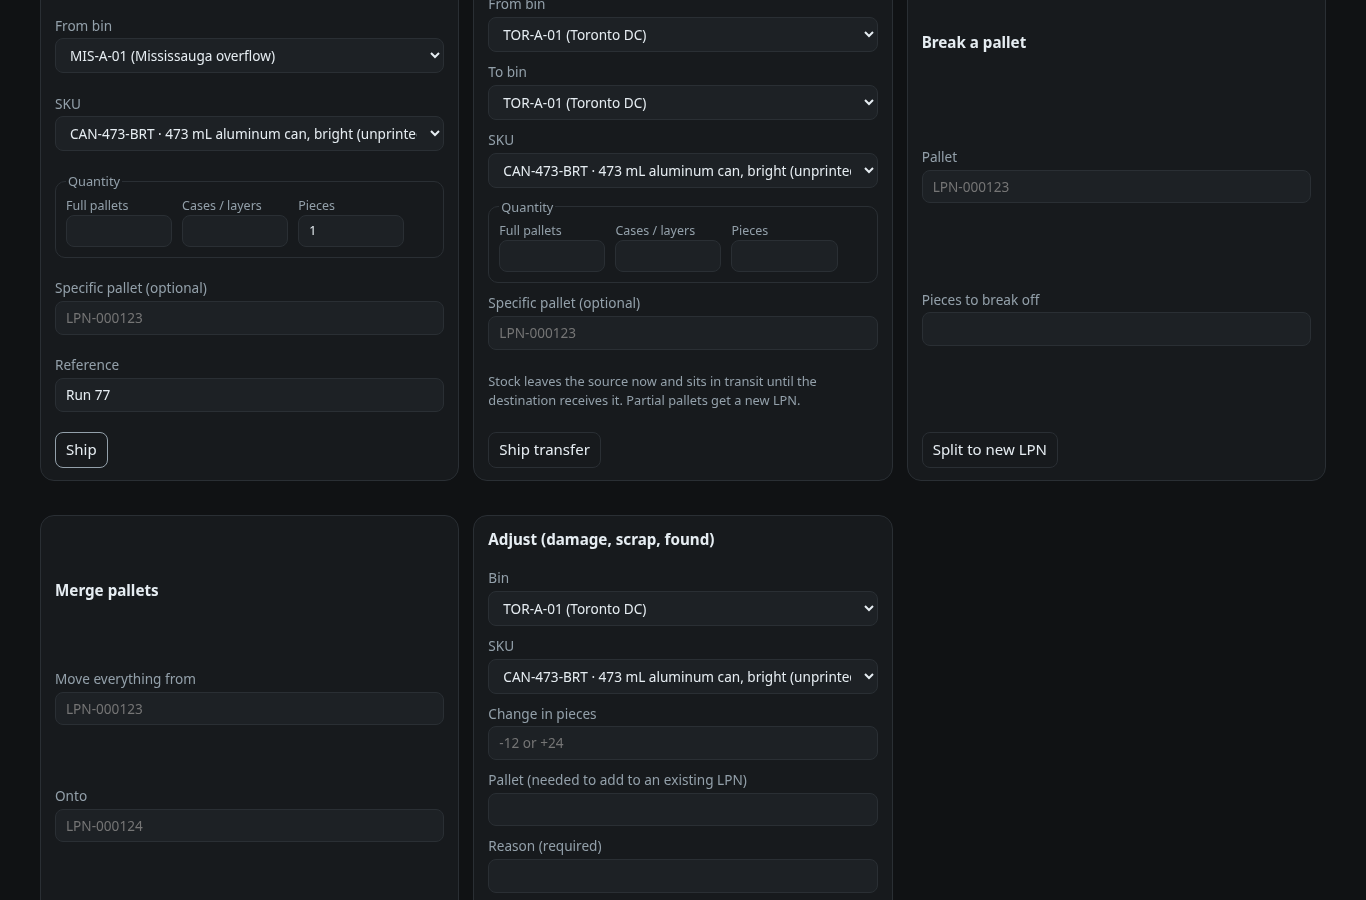 From bin
MIS-A-01 (Mississauga overflow)
SKU
CAN-473-BRT · 473 mL aluminum can, bright (unprinte
Quantity
Full pallets
Cases / layers
Pieces
1
Specific pallet (optional)
LPN-000123
Reference
Run 77
Ship
From bin
TOR-A-01 (Toronto DC)
To bin
TOR-A-01 (Toronto DC)
SKU
CAN-473-BRT · 473 mL aluminum can, bright (unprinted
Quantity
Full pallets
Cases / layers
Pieces
Specific pallet (optional)
LPN-000123
Stock leaves the source now and sits in transit until the
destination receives it. Partial pallets get a new LPN.
Ship transfer
Break a pallet
Pallet
LPN-000123
Pieces to break off
Split to new LPN
Merge pallets
Move everything from
LPN-000123
Onto
LPN-000124
Adjust (damage, scrap, found)
Bin
TOR-A-01 (Toronto DC)
SKU
CAN-473-BRT · 473 mL aluminum can, bright (unprinted
Change in pieces
-12 or +24
Pallet (needed to add to an existing LPN)
Reason (required)